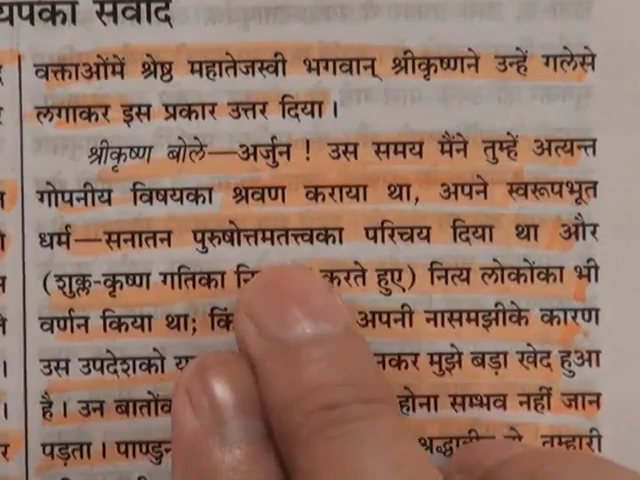 का संवाद
वक्ताओंमें श्रेष्ठ महातेजस्वी भगवान् श्रीकृष्णने उन्हें गलेसे
लगाकर इस प्रकार उत्तर दिया।
श्रीकृष्ण बोले—अर्जुन ! उस समय मैंने तुम्हें अत्यन्त
गोपनीय विषयका श्रवण कराया था, अपने स्वरूपभूत
धर्म—सनातन पुरुषोत्तमतत्त्वका परिचय दिया था और
(शुक्ल-कृष्ण गतिका करते हुए) नित्य लोकोंका भी
वर्णन किया था; अपनी नासमझीके कारण
उस उपदेशको मुझे बड़ा खेद हुआ
है। उन होना सम्भव नहीं जान
पड़ता। तुम्हारी